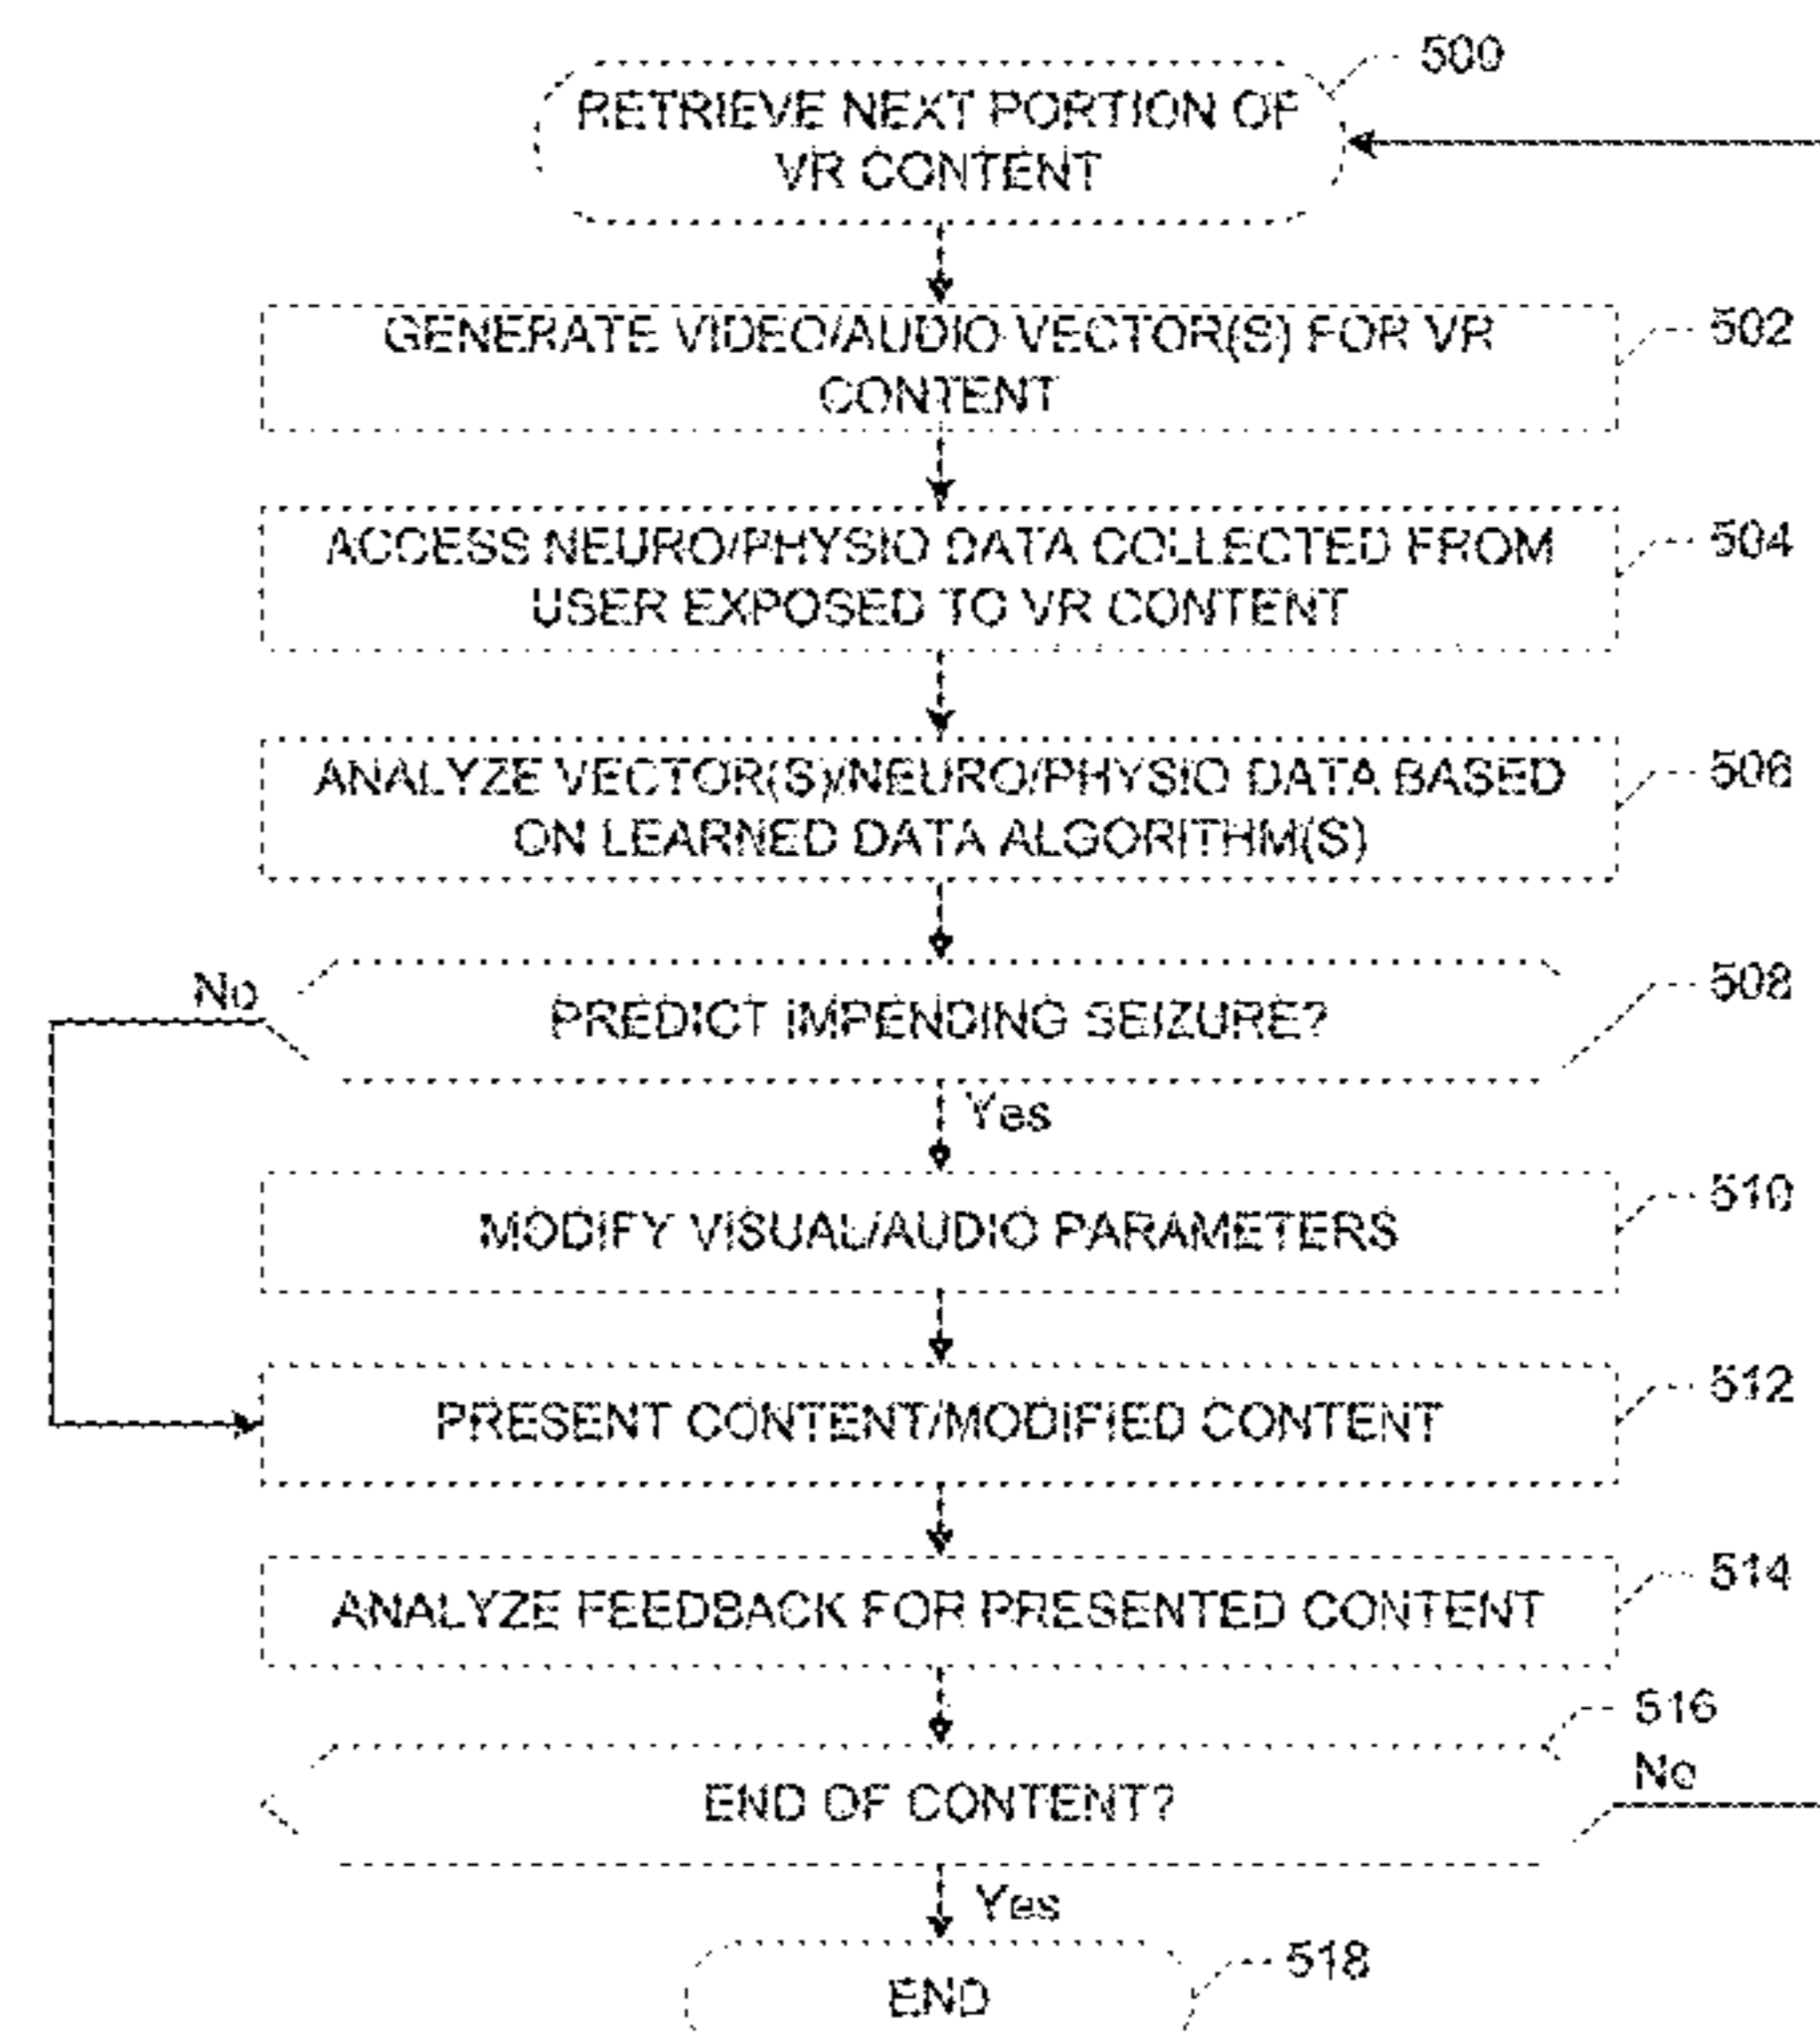 500
RETRIEVE NEXT PORTION OF
VR CONTENT
502
GENERATE VIDEO/AUDIO VECTOR(S) FOR VR
CONTENT
504
ACCESS NEURO/PHYSIO DATA COLLECTED FROM
USER EXPOSED TO VR CONTENT
506
ANALYZE VECTOR(S)/NEURO/PHYSIO DATA BASED
ON LEARNED DATA ALGORITHM(S)
508
No
PREDICT IMPENDING SEIZURE?
Yes
510
MODIFY VISUAL/AUDIO PARAMETERS
512
PRESENT CONTENT/MODIFIED CONTENT
514
ANALYZE FEEDBACK FOR PRESENTED CONTENT
516
No
END OF CONTENT?
Yes
518
END